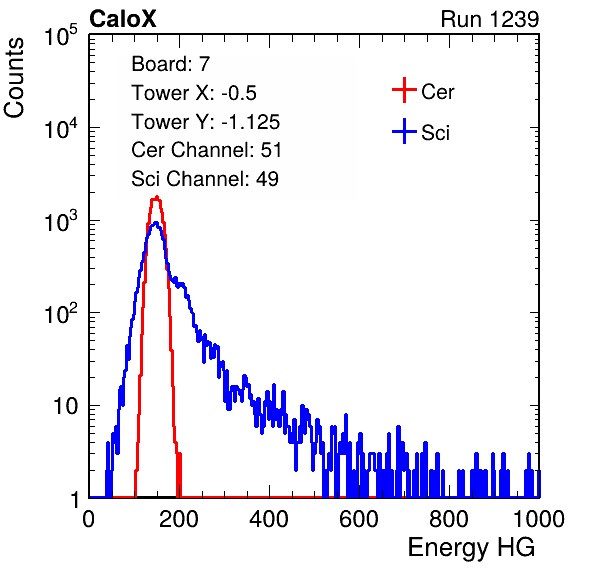 CaloX Run 1239
Counts
Board: 7
Tower X: -0.5
Tower Y: -1.125
Cer Channel: 51
Sci Channel: 49
Cer
Sci
10^5
10^4
10^3
10^2
10
1
0 200 400 600 800 1000
Energy HG